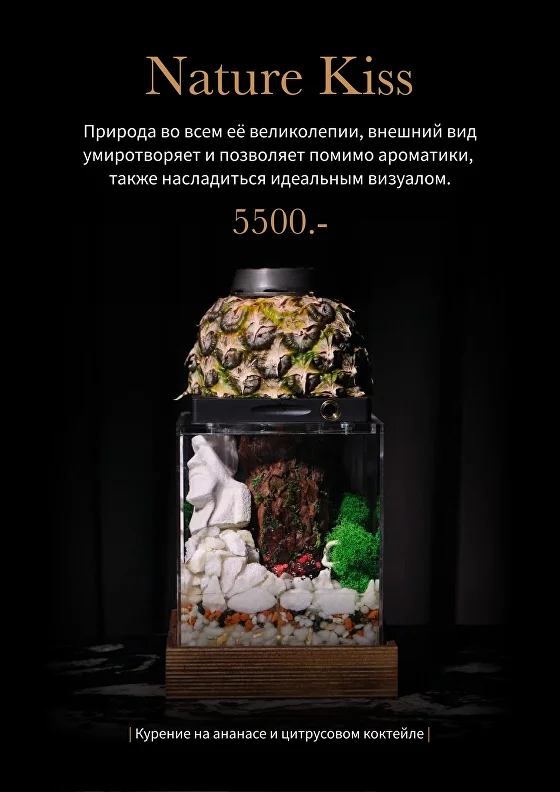 Nature Kiss
Природа во всем её великолепии, внешний вид
умиротворяет и позволяет помимо ароматики,
также насладиться идеальным визуалом.
5500.-
| Курение на ананасе и цитрусовом коктейле |